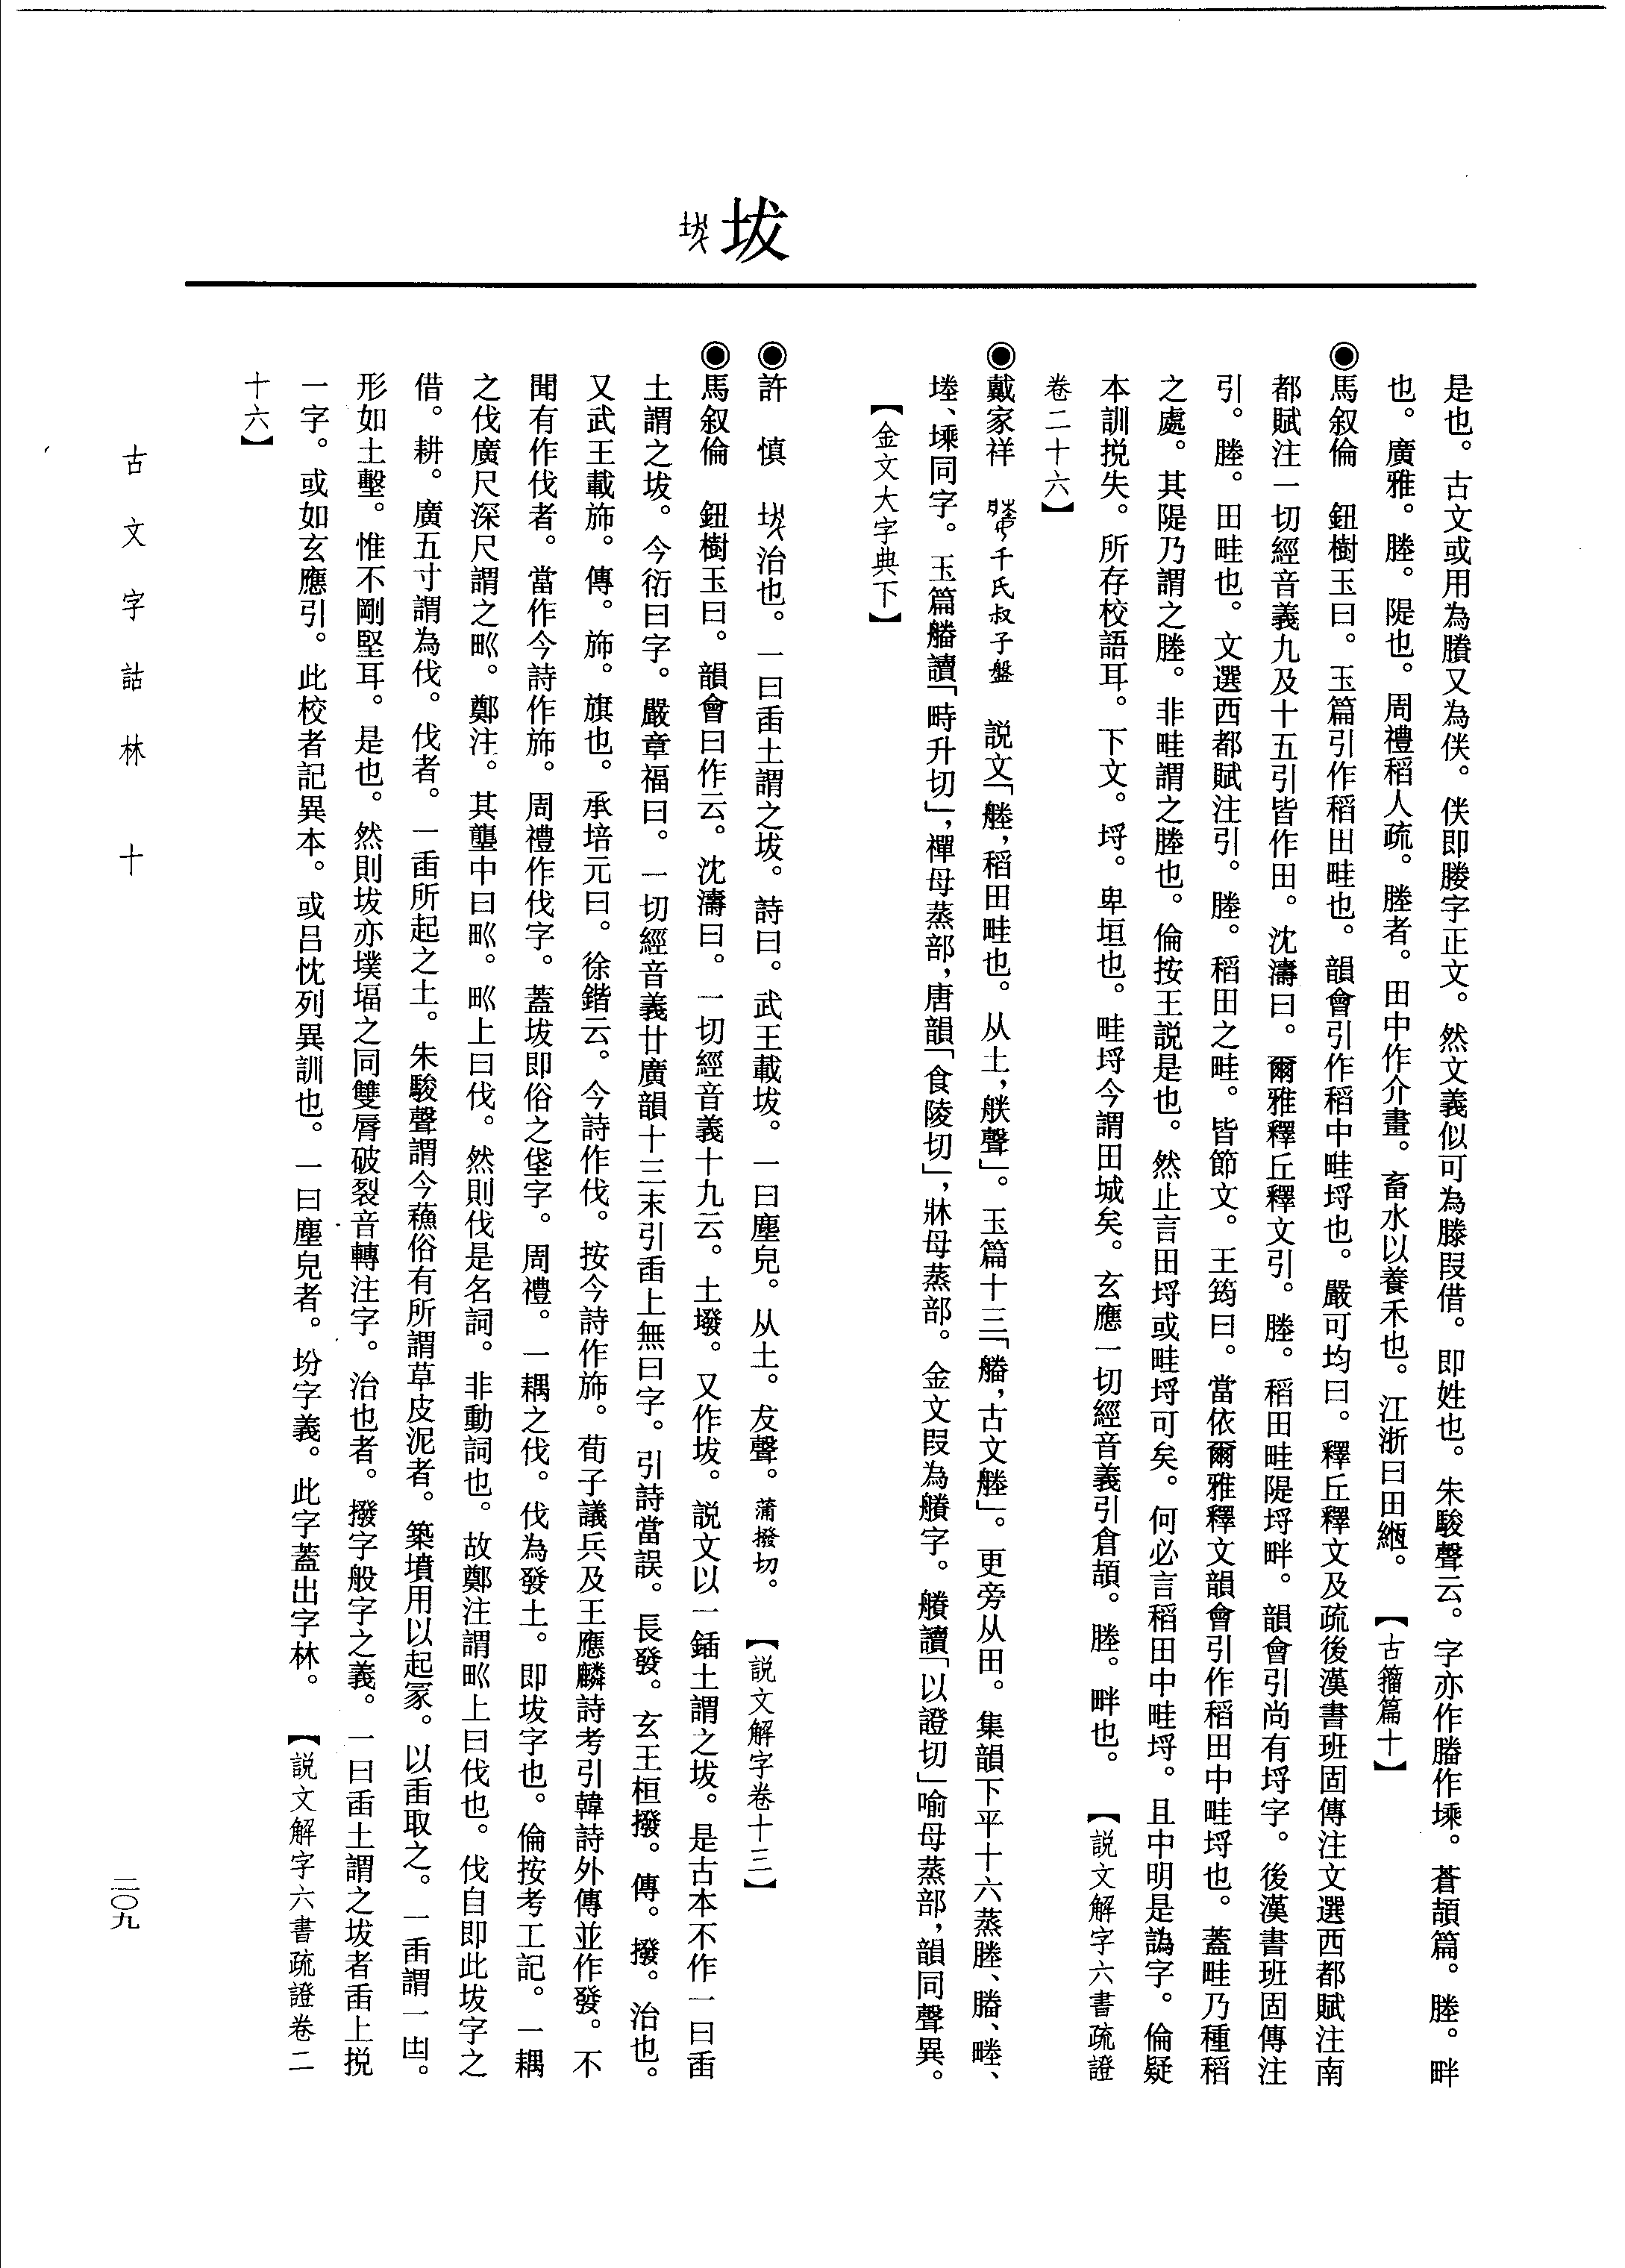 坺
是也。古文或用為賸又為佚。佚即媵字正文。然文義似可為滕叚借。即姓也。朱駿聲云。字亦作塍作堘。蒼頡篇。塍。畔
也。廣雅。塍。隄也。周禮稻人疏。塍者。田中作介畫。畜水以養禾也。江浙曰田緪。【古籀篇十】
◉馬叙倫　鈕樹玉曰。玉篇引作稻田畦也。韻會引作稻中畦埒也。嚴可均曰。釋丘釋文及疏後漢書班固傳注文選西都賦注南
都賦注一切經音義九及十五引皆作田。沈濤曰。爾雅釋丘釋文引。塍。稻田畦隄埒畔。韻會引尚有埒字。後漢書班固傳注
引。塍。田畦也。文選西都賦注引。塍。稻田之畦。皆節文。王筠曰。當依爾雅釋文韻會引作稻田中畦埒也。蓋畦乃種稻
之處。其隄乃謂之塍。非畦謂之塍也。倫按王説是也。然止言田埒或畦埒可矣。何必言稻田中畦埒。且中明是譌字。倫疑
本訓挩失。所存校語耳。下文。埒。卑垣也。畦埒今謂田城矣。玄應一切經音義引倉頡。塍。畔也。【説文解字六書疏證
卷二十六】
◉戴家祥　千氏叔子盤　説文「塍，稻田畦也。从土，朕聲」。玉篇十三「𦩱，古文塍」。更旁从田。集韻下平十六蒸塍、𦩱、畻、
堘、塖同字。玉篇塍讀「時升切」，禪母蒸部，唐韻「食陵切」，牀母蒸部。金文叚為賸字。賸讀「以證切」喻母蒸部，韻同聲異。
【金文大字典下】
◉許　慎　坺治也。一曰臿土謂之坺。詩曰。武王載坺。一曰塵皃。从土。犮聲。蒲撥切。【説文解字卷十三】
◉馬叙倫　鈕樹玉曰。韻會曰作云。沈濤曰。一切經音義十九云。土墢。又作坺。説文以一鍤土謂之坺。是古本不作一曰臿
土謂之坺。今衍曰字。嚴章福曰。一切經音義廿廣韻十三末引臿上無曰字。引詩當誤。長發。玄王桓撥。傳。撥。治也。
又武王載斾。傳。斾。旗也。承培元曰。徐鍇云。今詩作伐。按今詩作斾。荀子議兵及王應麟詩考引韓詩外傳並作發。不
聞有作伐者。當作今詩作斾。周禮作伐字。蓋坺即俗之垡字。周禮。一耦之伐。伐為發土。即坺字也。倫按考工記。一耦
之伐廣尺深尺謂之𤰕。鄭注。其壟中曰𤰕。𤰕上曰伐。然則伐是名詞。非動詞也。故鄭注謂𤰕上曰伐也。伐自即此坺字之
借。耕。廣五寸謂為伐。伐者。一臿所起之土。朱駿聲謂今蘓俗有所謂草皮泥者。築墳用以起冢。以臿取之。一臿謂一凷。
形如土墼。惟不剛堅耳。是也。然則坺亦墣堛之同雙脣破裂音轉注字。治也者。撥字般字之義。一曰臿土謂之坺者臿上挩
一字。或如玄應引。此校者記異本。或吕忱列異訓也。一曰塵皃者。坋字義。此字蓋出字林。【説文解字六書疏證卷二
十六】
古文字詁林　十
二〇九